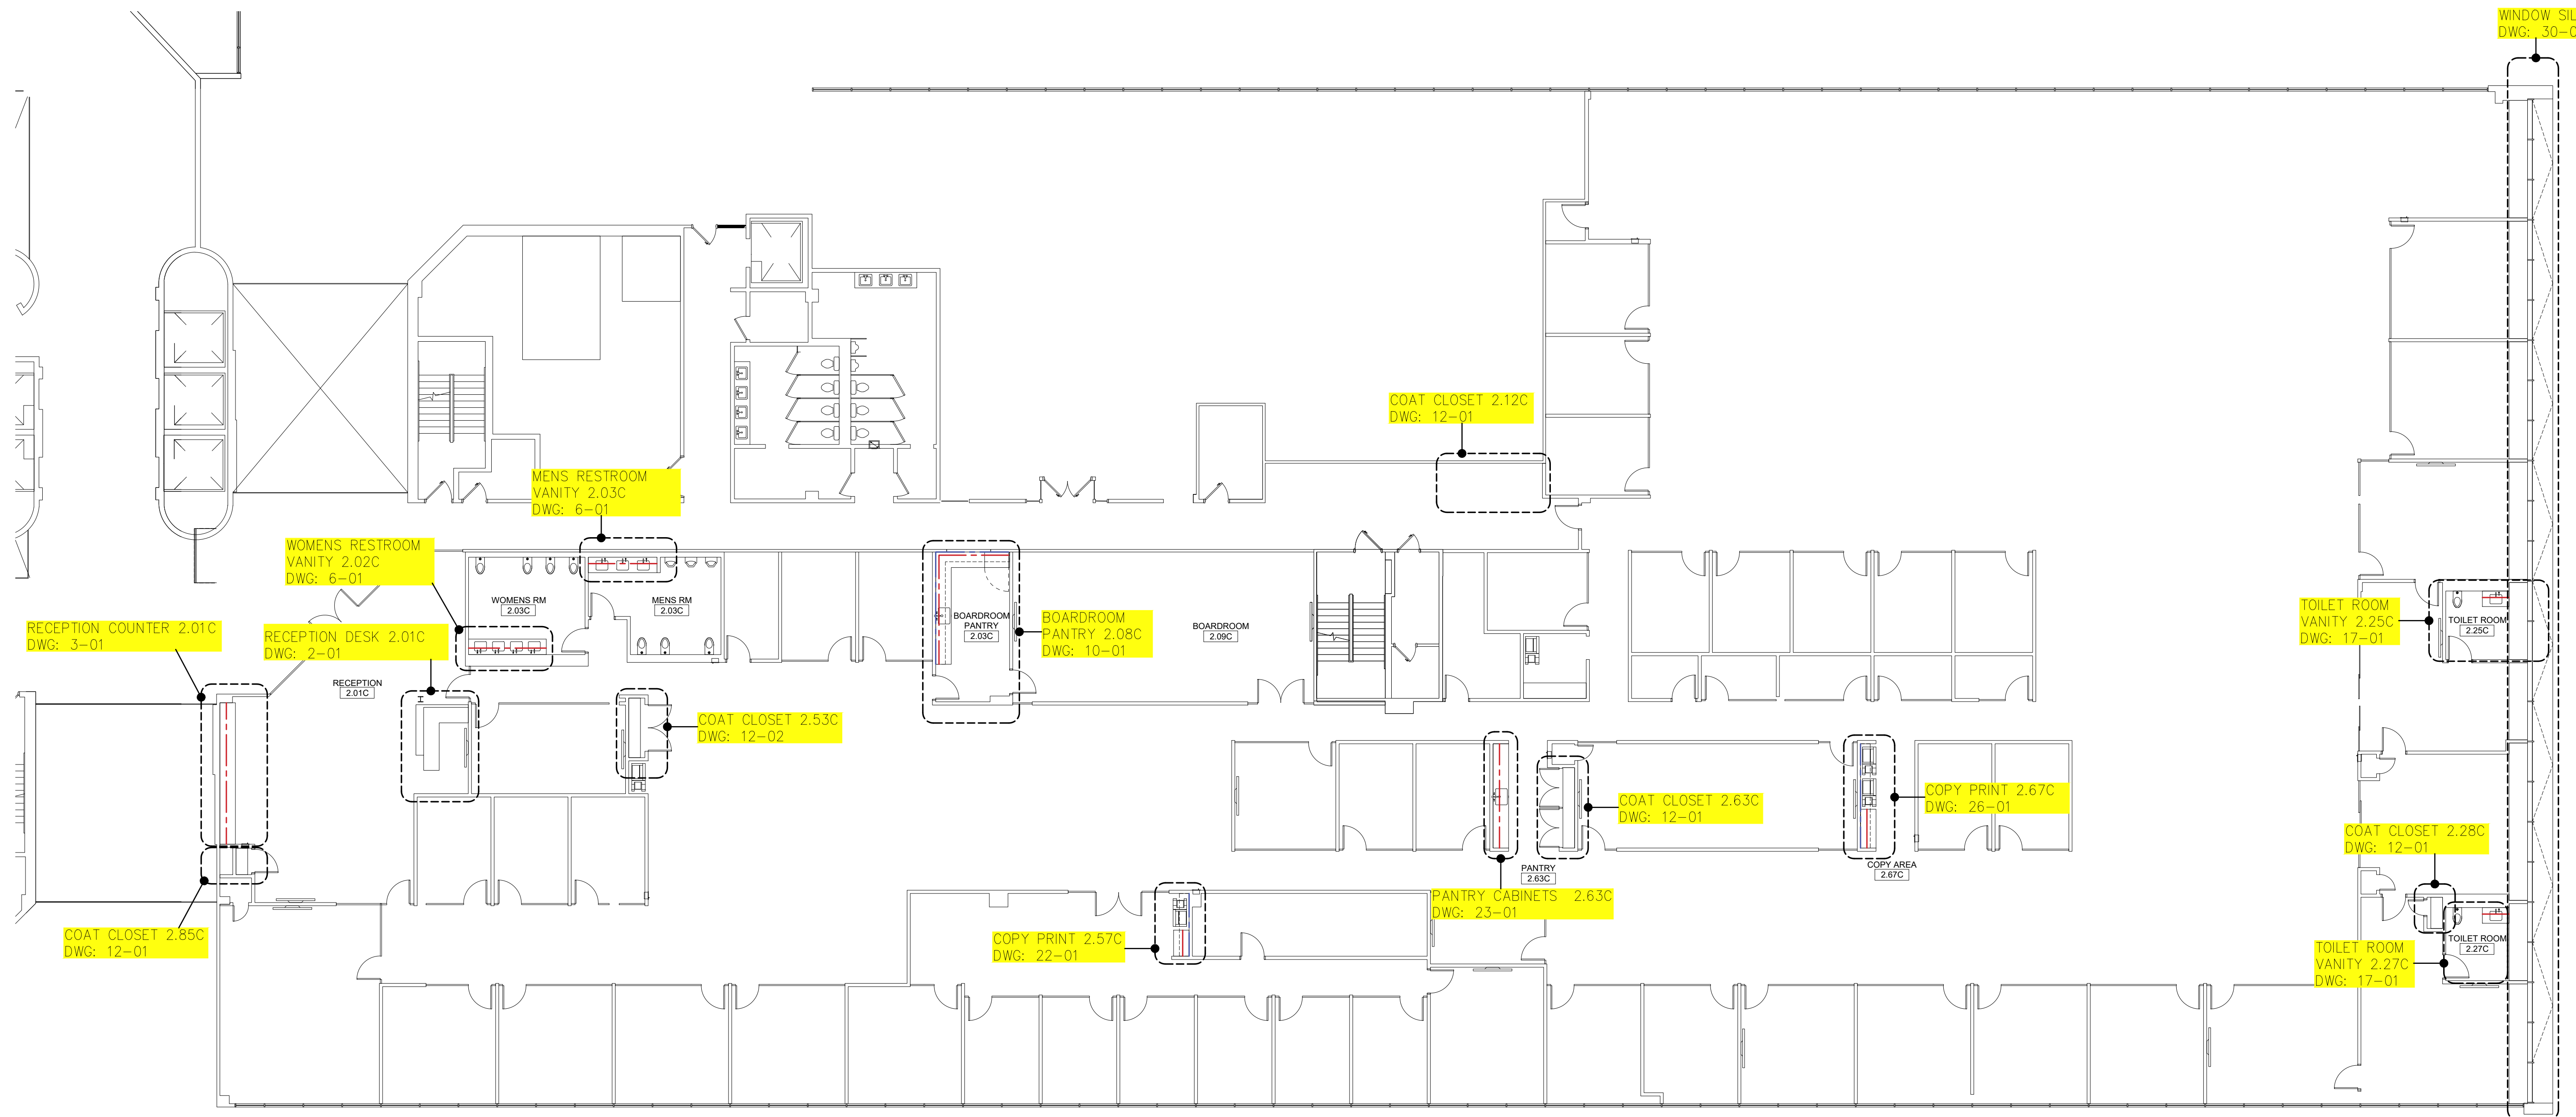 WINDOW SIL
DWG: 30-0
COAT CLOSET 2.12C
DWG: 12-01
MENS RESTROOM
VANITY 2.03C
DWG: 6-01
WOMENS RESTROOM
VANITY 2.02C
DWG: 6-01
WOMENS RM
2.03C
MENS RM
2.03C
BOARDROOM
PANTRY
2.03C
BOARDROOM
PANTRY 2.08C
DWG: 10-01
BOARDROOM
2.09C
TOILET ROOM
VANITY 2.25C
DWG: 17-01
TOILET ROOM
2.25C
RECEPTION COUNTER 2.01C
DWG: 3-01
RECEPTION DESK 2.01C
DWG: 2-01
RECEPTION
2.01C
COAT CLOSET 2.53C
DWG: 12-02
COAT CLOSET 2.63C
DWG: 12-01
COPY PRINT 2.67C
DWG: 26-01
COAT CLOSET 2.28C
DWG: 12-01
PANTRY
2.63C
COPY AREA
2.67C
PANTRY CABINETS 2.63C
DWG: 23-01
COAT CLOSET 2.85C
DWG: 12-01
COPY PRINT 2.57C
DWG: 22-01
TOILET ROOM
2.27C
TOILET ROOM
VANITY 2.27C
DWG: 17-01